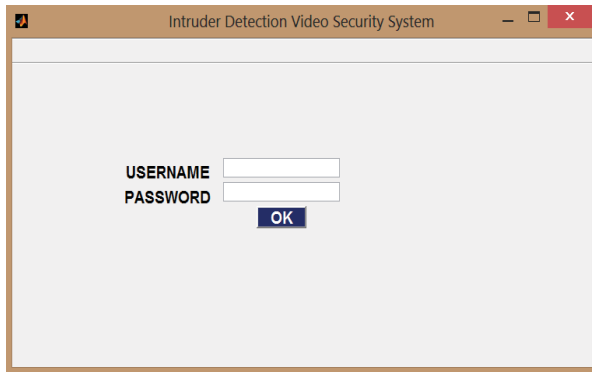 Intruder Detection Video Security System
USERNAME
PASSWORD
OK